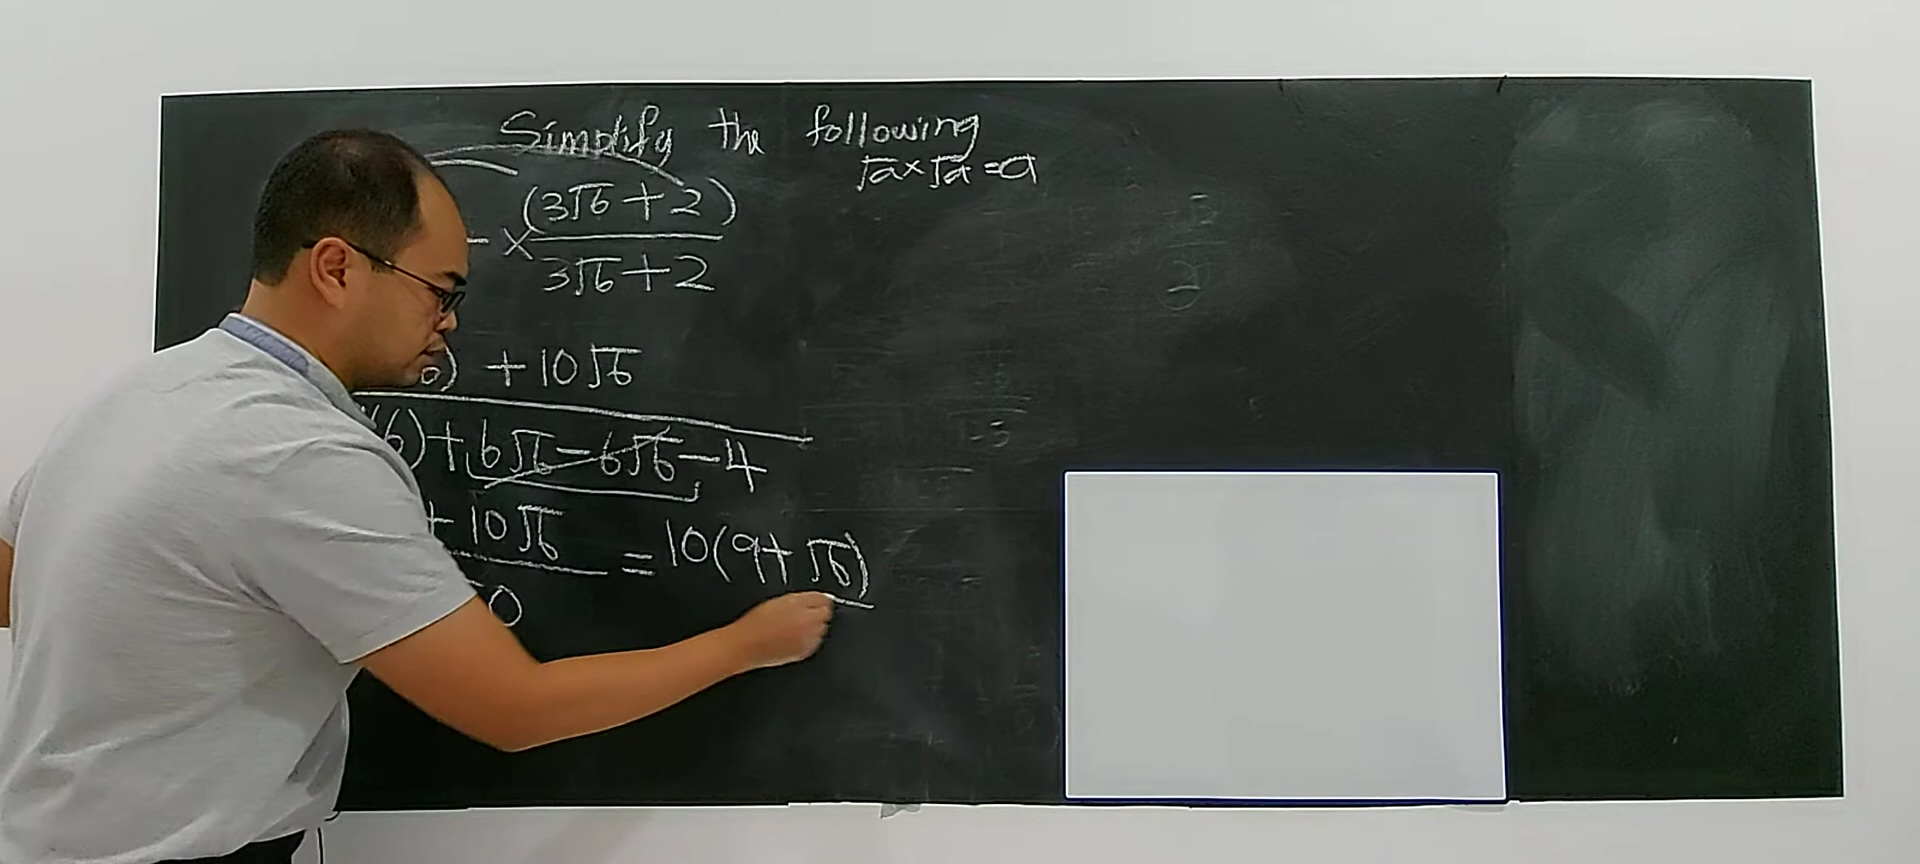 Simplify the following
√a×√a=a
- × (3√6+2)
3√6+2
) +10√6
(6)+6√6-6√6-4
+10√6 = 10(9+√6)
0